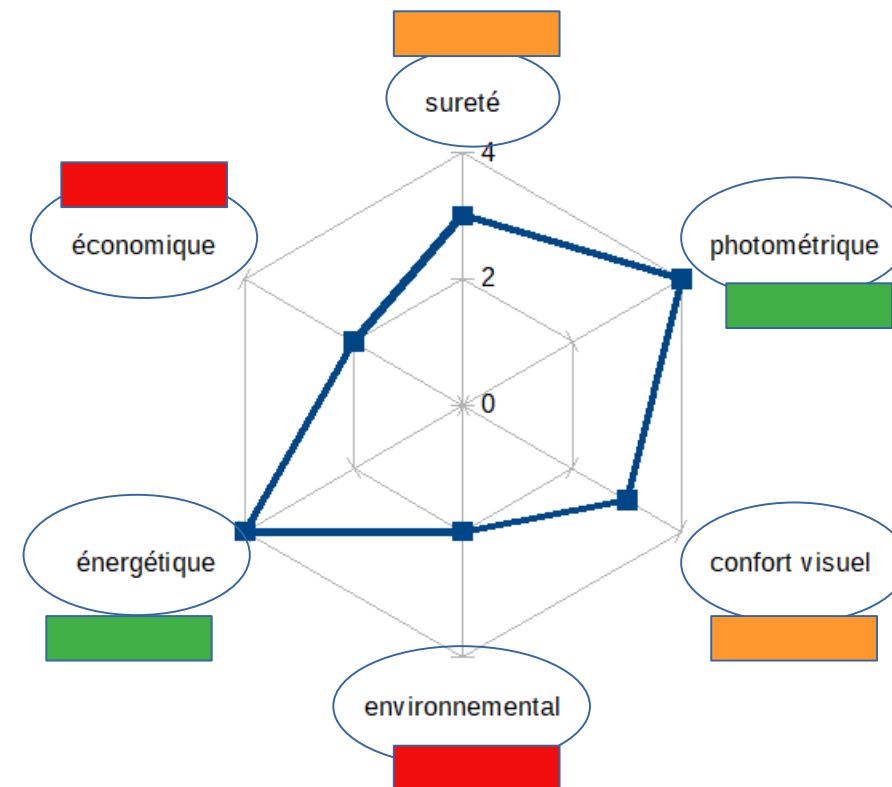 sureté
4
économique
photométrique
2
0
énergétique
confort visuel
environnemental